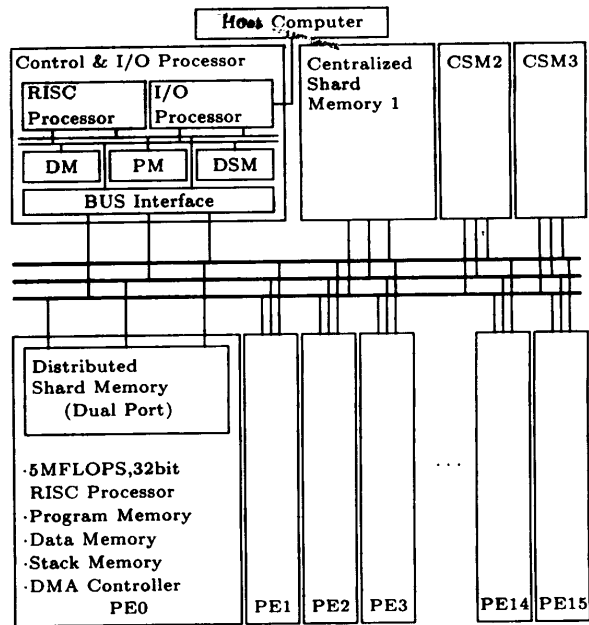 Host Computer
Control & I/O Processor
RISC Processor
I/O Processor
DM
PM
DSM
BUS Interface
Centralized
Shard
Memory 1
CSM2
CSM3
Distributed
Shard Memory
(Dual Port)
·5MFLOPS,32bit
RISC Processor
·Program Memory
·Data Memory
·Stack Memory
·DMA Controller
PE0
PE1
PE2
PE3
...
PE14
PE15